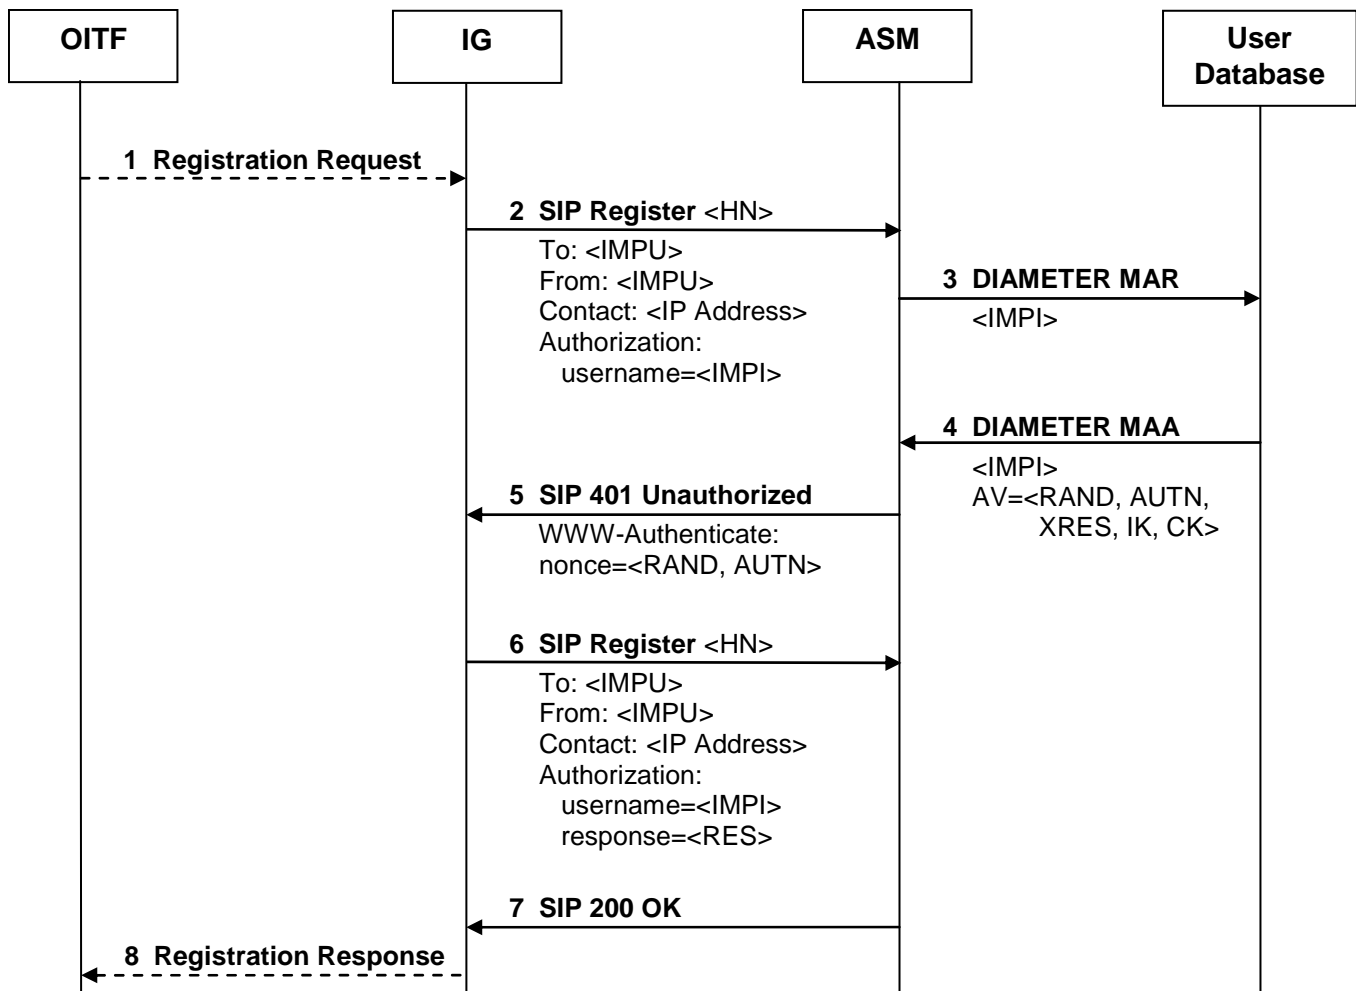 OITF
IG
ASM
User
Database
1 Registration Request
2 SIP Register <HN>
To: <IMPU>
From: <IMPU>
Contact: <IP Address>
Authorization:
username=<IMPI>
3 DIAMETER MAR
<IMPI>
4 DIAMETER MAA
<IMPI>
AV=<RAND, AUTN,
XRES, IK, CK>
5 SIP 401 Unauthorized
WWW-Authenticate:
nonce=<RAND, AUTN>
6 SIP Register <HN>
To: <IMPU>
From: <IMPU>
Contact: <IP Address>
Authorization:
username=<IMPI>
response=<RES>
7 SIP 200 OK
8 Registration Response